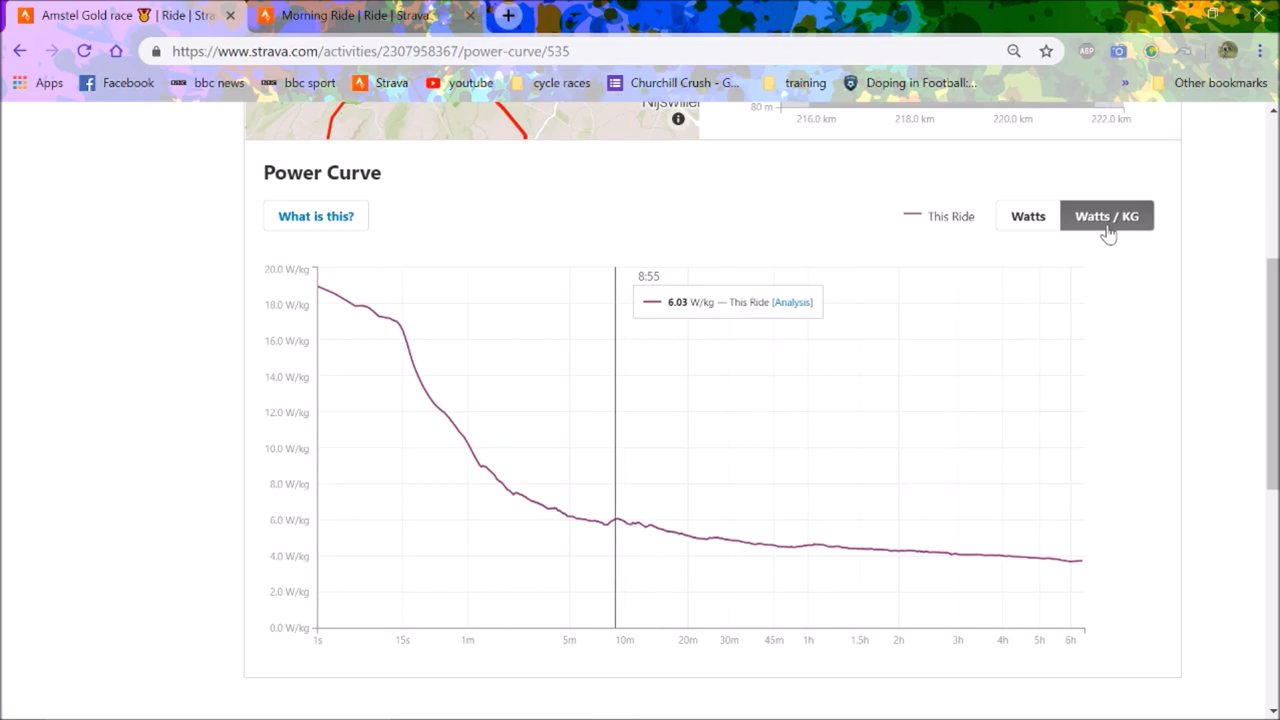 Amstel Gold race 🏅 | Ride | Stra
Morning Ride | Ride | Strava
https://www.strava.com/activities/2307958367/power-curve/535
ABP
Apps
Facebook
BBC bbc news
BBC bbc sport
Strava
youtube
cycle races
Churchill Crush - G...
training
Doping in Football:...
»
Other bookmarks
Nijswiller
80 m
216.0 km 218.0 km 220.0 km 222.0 km
Power Curve
What is this?
This Ride
Watts
Watts / KG
8:55
6.03 W/kg — This Ride [Analysis]
20.0 W/kg
18.0 W/kg
16.0 W/kg
14.0 W/kg
12.0 W/kg
10.0 W/kg
8.0 W/kg
6.0 W/kg
4.0 W/kg
2.0 W/kg
0.0 W/kg
1s 15s 1m 5m 10m 20m 30m 45m 1h 1.5h 2h 3h 4h 5h 6h